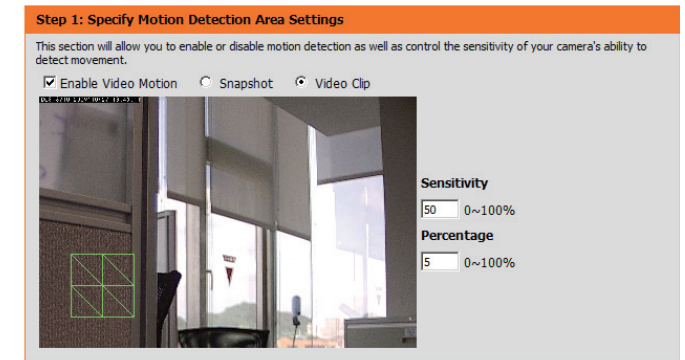 Step 1: Specify Motion Detection Area Settings
This section will allow you to enable or disable motion detection as well as control the sensitivity of your camera's ability to
detect movement.
Enable Video Motion Snapshot Video Clip
Sensitivity
50 0~100%
Percentage
5 0~100%